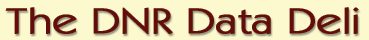 The DNR Data Deli